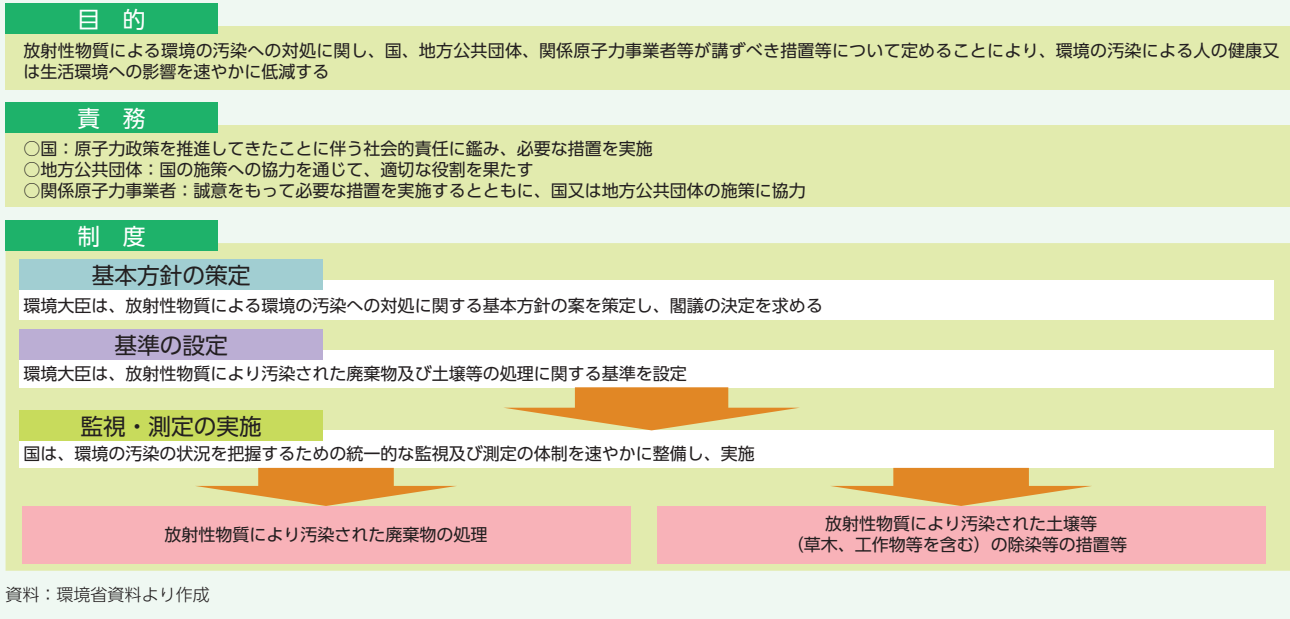 目　的
放射性物質による環境の汚染への対処に関し、国、地方公共団体、関係原子力事業者等が講ずべき措置等について定めることにより、環境の汚染による人の健康又
は生活環境への影響を速やかに低減する
責　務
○国：原子力政策を推進してきたことに伴う社会的責任に鑑み、必要な措置を実施
○地方公共団体：国の施策への協力を通じて、適切な役割を果たす
○関係原子力事業者：誠意をもって必要な措置を実施するとともに、国又は地方公共団体の施策に協力
制　度
基本方針の策定
環境大臣は、放射性物質による環境の汚染への対処に関する基本方針の案を策定し、閣議の決定を求める
基準の設定
環境大臣は、放射性物質により汚染された廃棄物及び土壌等の処理に関する基準を設定
監視・測定の実施
国は、環境の汚染の状況を把握するための統一的な監視及び測定の体制を速やかに整備し、実施
放射性物質により汚染された廃棄物の処理
放射性物質により汚染された土壌等
（草木、工作物等を含む）の除染等の措置等
資料：環境省資料より作成